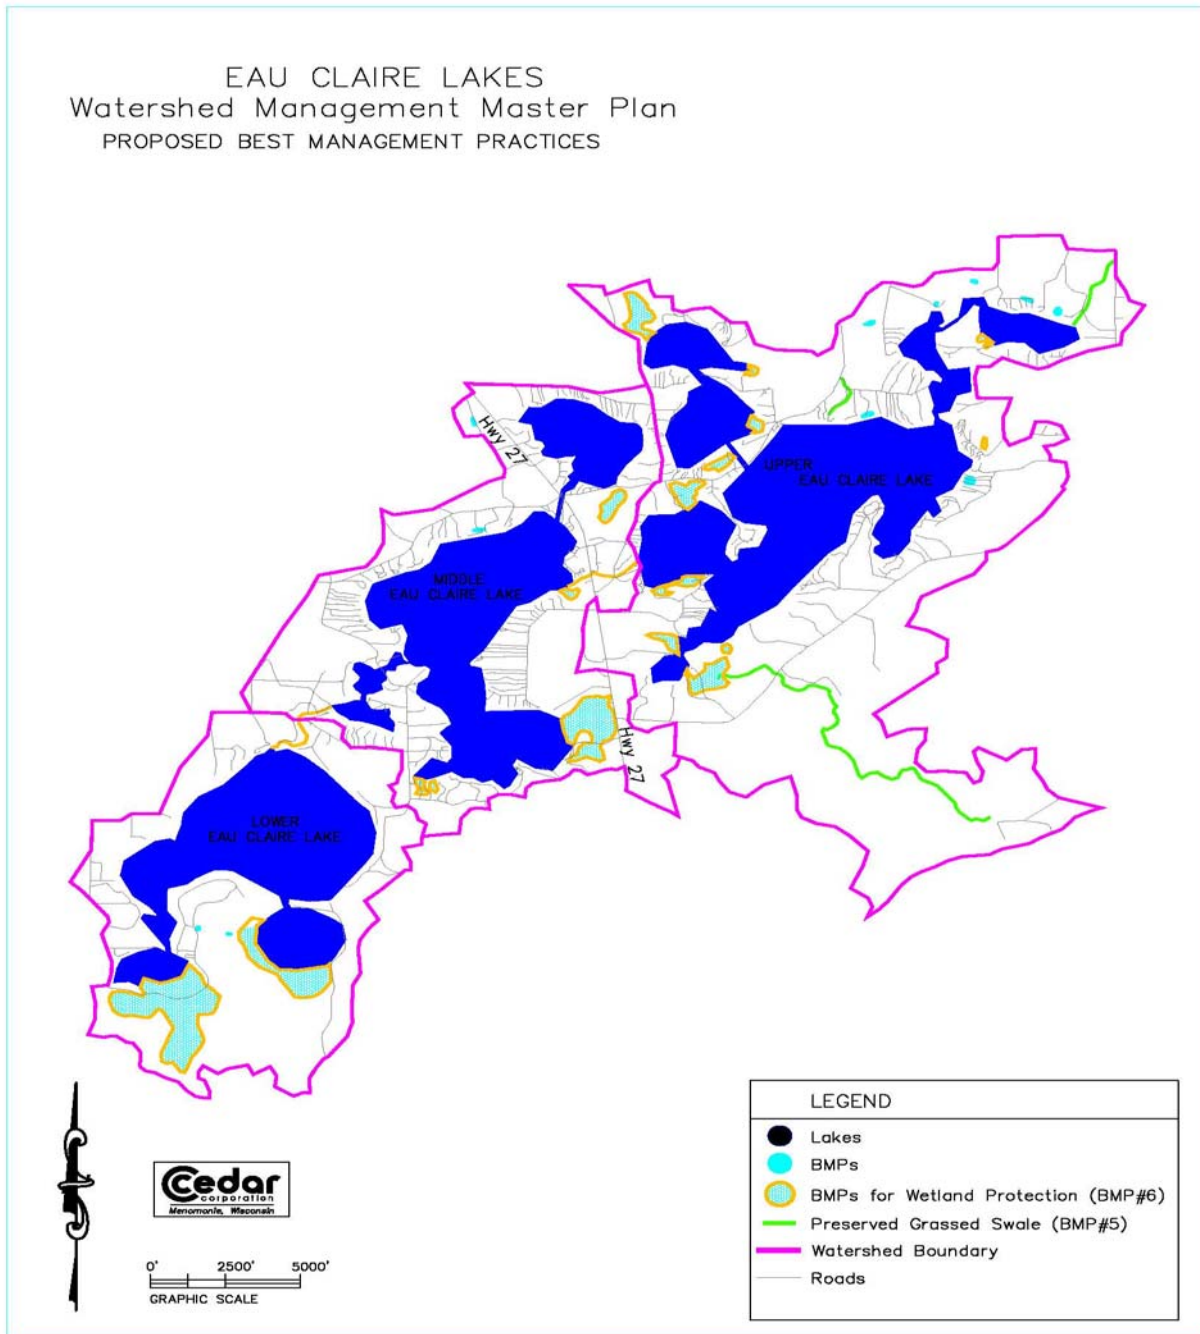 EAU CLAIRE LAKES
Watershed Management Master Plan
PROPOSED BEST MANAGEMENT PRACTICES
Hwy 27
UPPER
EAU CLAIRE LAKE
MIDDLE
EAU CLAIRE LAKE
Hwy 27
LOWER
EAU CLAIRE LAKE
Cedar
corporation
Menomonie, Wisconsin
0' 2500' 5000'
GRAPHIC SCALE
LEGEND
Lakes
BMPs
BMPs for Wetland Protection (BMP#6)
Preserved Grassed Swale (BMP#5)
Watershed Boundary
Roads